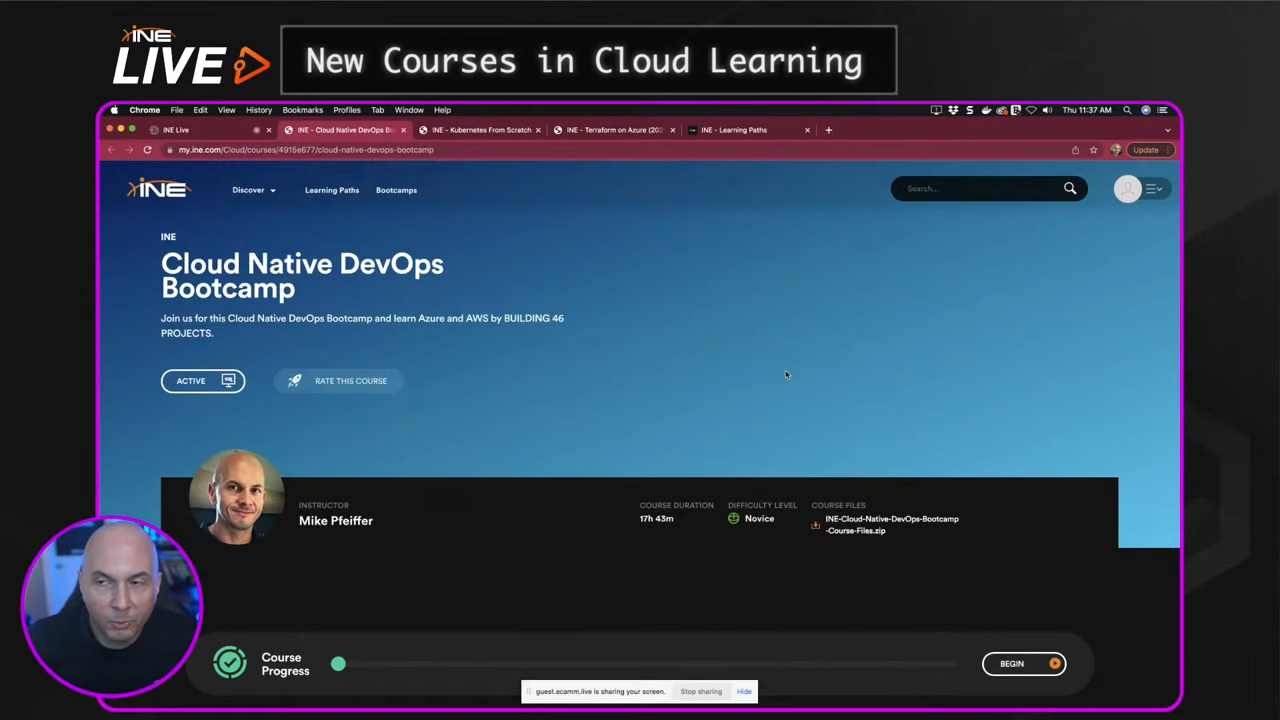 INE
LIVE
New Courses in Cloud Learning
Chrome File Edit View History Bookmarks Profiles Tab Window Help
Thu 11:37 AM
INE Live
INE - Cloud Native DevOps Bo
INE - Kubernetes From Scratch
INE - Terraform on Azure (202
INE - Learning Paths
my.ine.com/Cloud/courses/4915e677/cloud-native-devops-bootcamp
Update
INE
Discover
Learning Paths
Bootcamps
Search...
INE
Cloud Native DevOps
Bootcamp
Join us for this Cloud Native DevOps Bootcamp and learn Azure and AWS by BUILDING 46
PROJECTS.
ACTIVE
RATE THIS COURSE
INSTRUCTOR
Mike Pfeiffer
COURSE DURATION
17h 43m
DIFFICULTY LEVEL
Novice
COURSE FILES
INE-Cloud-Native-DevOps-Bootcamp
-Course-Files.zip
Course
Progress
BEGIN
guest.ecamm.live is sharing your screen.
Stop sharing
Hide